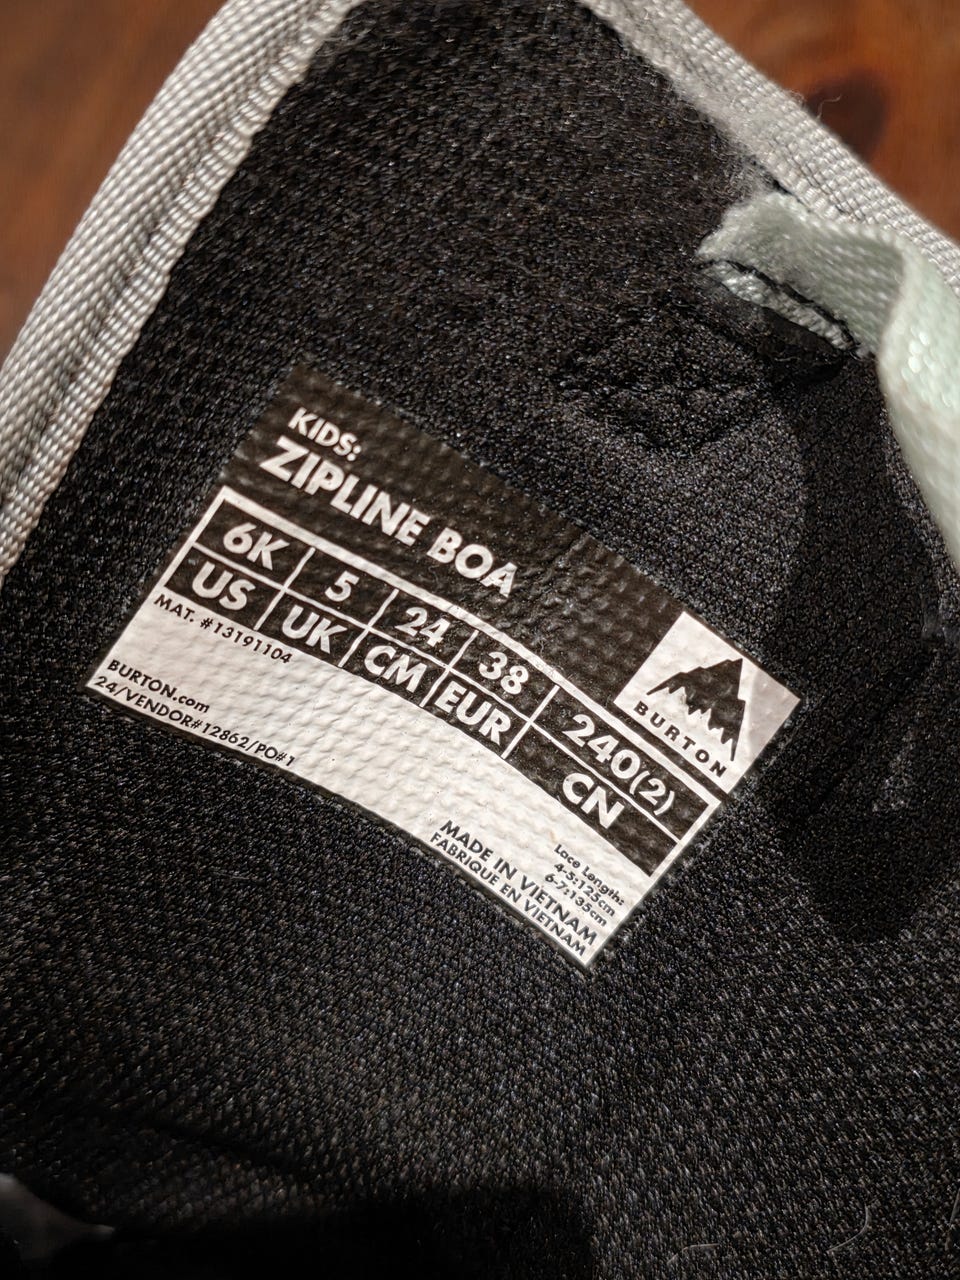 KIDS:
ZIPLINE BOA
6K 5 24 38 240(2)
US UK CM EUR CN
MAT. #13191104
BURTON
BURTON.com
24/VENDOR#12862/PO#1
Lace Length:
4-5:125cm
6-7:135cm
MADE IN VIETNAM
FABRIQUE EN VIETNAM